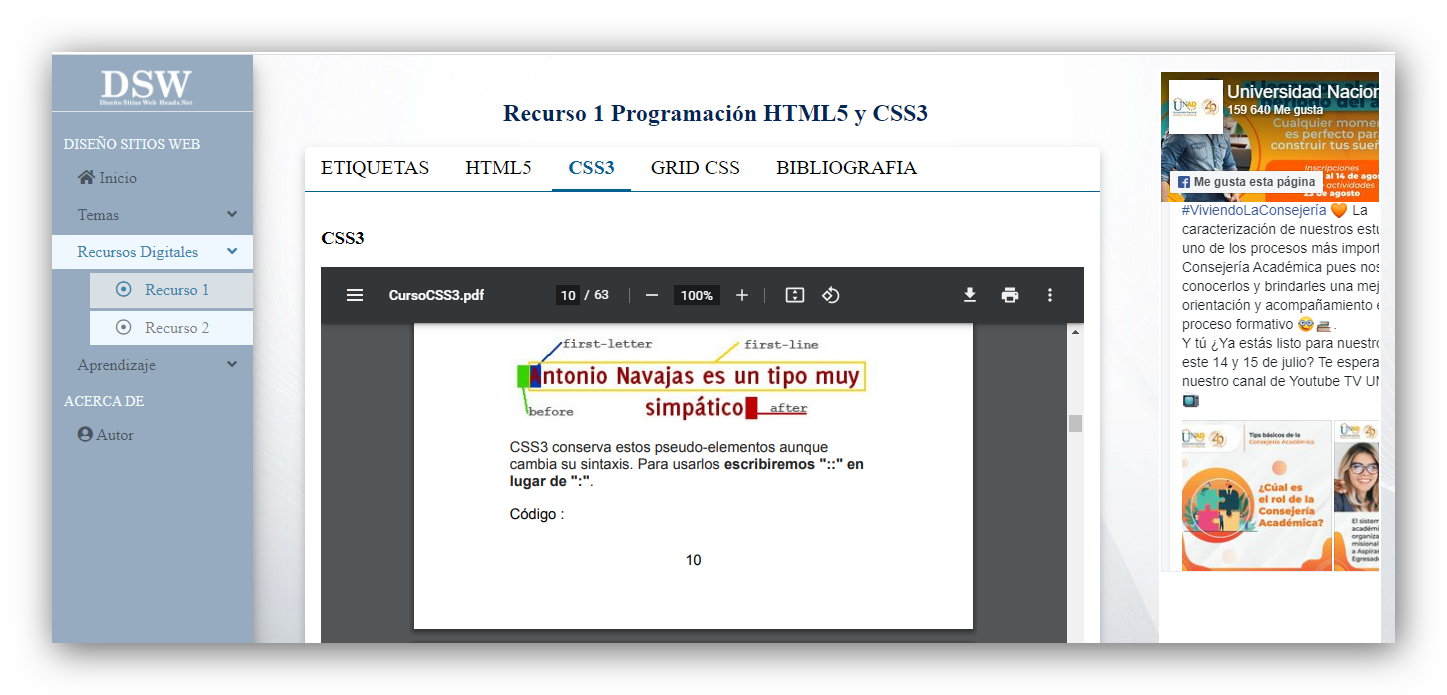 DSW
Diseño Sitios Web Hends.Net
DISEÑO SITIOS WEB
Inicio
Temas
Recursos Digitales
Recurso 1
Recurso 2
Aprendizaje
ACERCA DE
Autor
Recurso 1 Programación HTML5 y CSS3
ETIQUETAS HTML5 CSS3 GRID CSS BIBLIOGRAFIA
CSS3
CursoCSS3.pdf 10 / 63 100%
first-letter first-line
Antonio Navajas es un tipo muy
simpático
before after
CSS3 conserva estos pseudo-elementos aunque
cambia su sintaxis. Para usarlos escribiremos "::" en
lugar de ":".
Código :
10
Universidad Nacion
159 640 Me gusta
Cualquier momen
es perfecto para
construir tus sueñ
Inscripciones
al 14 de agos
actividades
de agosto
Me gusta esta página
#ViviendoLaConsejería 🧡 La
caracterización de nuestros estu
uno de los procesos más import
Consejería Académica pues nos
conocerlos y brindarles una mej
orientación y acompañamiento e
proceso formativo 🤓📚.
Y tú ¿Ya estás listo para nuestro
este 14 y 15 de julio? Te espera
nuestro canal de Youtube TV UN
📺
Tips básicos de la
Consejería Académica
¿Cúal es
el rol de la
Consejería
Académica?
El sistem
académi
organiza
misional
a Aspiran
Egresado